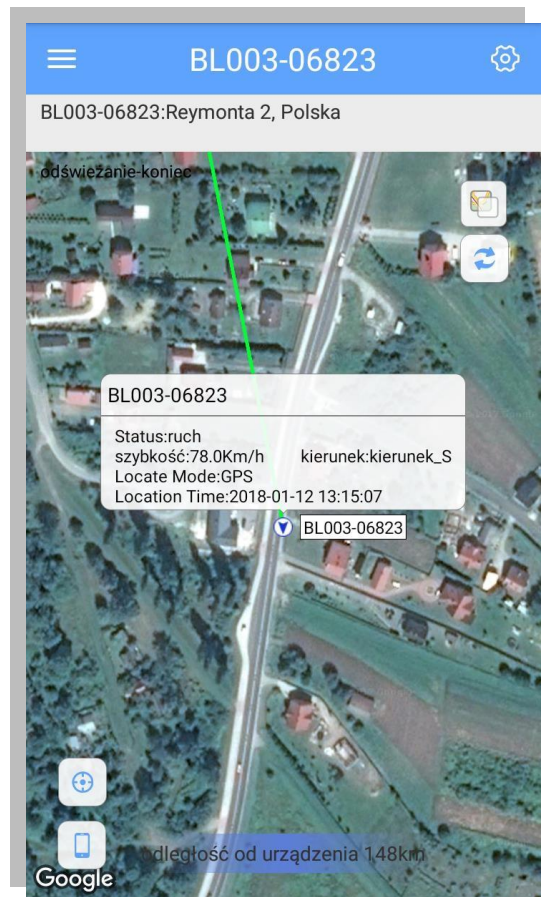 BL003-06823
BL003-06823:Reymonta 2, Polska
odświeżanie-koniec
BL003-06823
Status:ruch
szybkość:78.0Km/h kierunek:kierunek_S
Locate Mode:GPS
Location Time:2018-01-12 13:15:07
BL003-06823
odległość od urządzenia 148km
Google